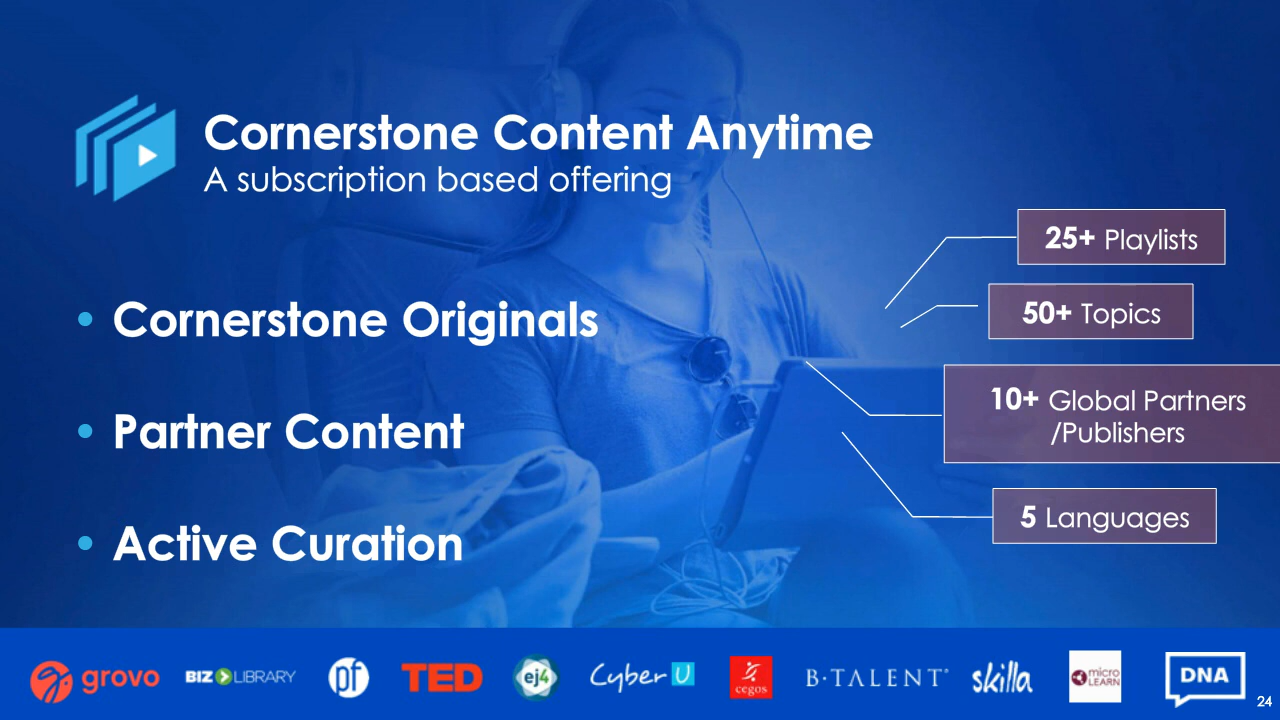 Cornerstone Content Anytime
A subscription based offering
25+ Playlists
• Cornerstone Originals
50+ Topics
10+ Global Partners
/Publishers
• Partner Content
5 Languages
• Active Curation
grovo
BIZ LIBRARY
pf
TED
ej4
Cyber U
cegos
B·TALENT
skilla
micro
LEARN
DNA
24